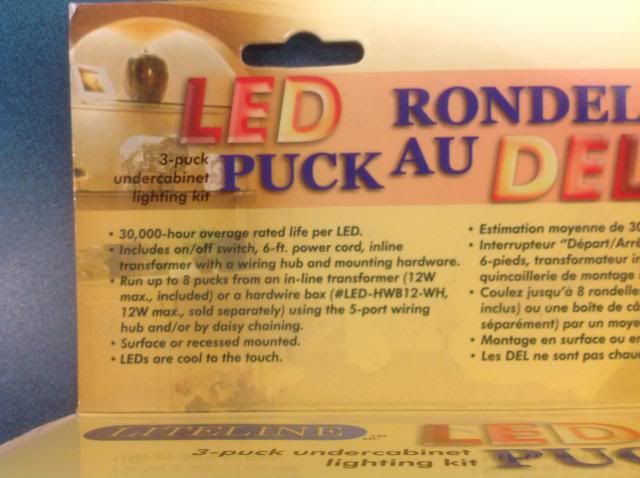 LED
PUCK
3-puck
undercabinet
lighting kit
RONDEL
AU
DEL
• 30,000-hour average rated life per LED.
• Includes on/off switch, 6-ft. power cord, inline
transformer with a wiring hub and mounting hardware.
• Run up to 8 pucks from an in-line transformer (12W
max., included) or a hardwire box (#LED-HWB12-WH,
12W max., sold separately) using the 5-port wiring
hub and/or by daisy chaining.
• Surface or recessed mounted.
• LEDs are cool to the touch.
• Estimation moyenne de 30
• Interrupteur "Départ/Arrê
6-pieds, transformateur in
quincaillerie de montage
• Coulez jusqu'à 8 rondelles
inclus) ou une boîte de câ
séparément) par un moye
• Montage en surface ou en
• Les DEL ne sont pas chau
LITELINE
3-puck undercabinet
lighting kit
LED
PUC